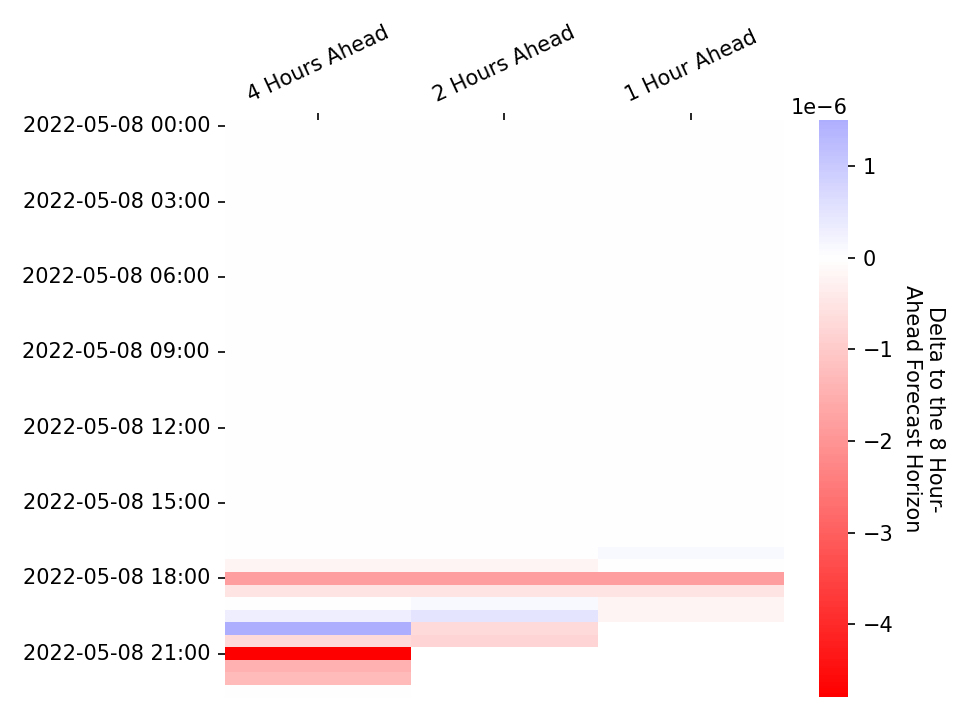 4 Hours Ahead
2 Hours Ahead
1 Hour Ahead
1e−6
2022-05-08 00:00
2022-05-08 03:00
2022-05-08 06:00
2022-05-08 09:00
2022-05-08 12:00
2022-05-08 15:00
2022-05-08 18:00
2022-05-08 21:00
1
0
−1
−2
−3
−4
Delta to the 8 Hour-
Ahead Forecast Horizon